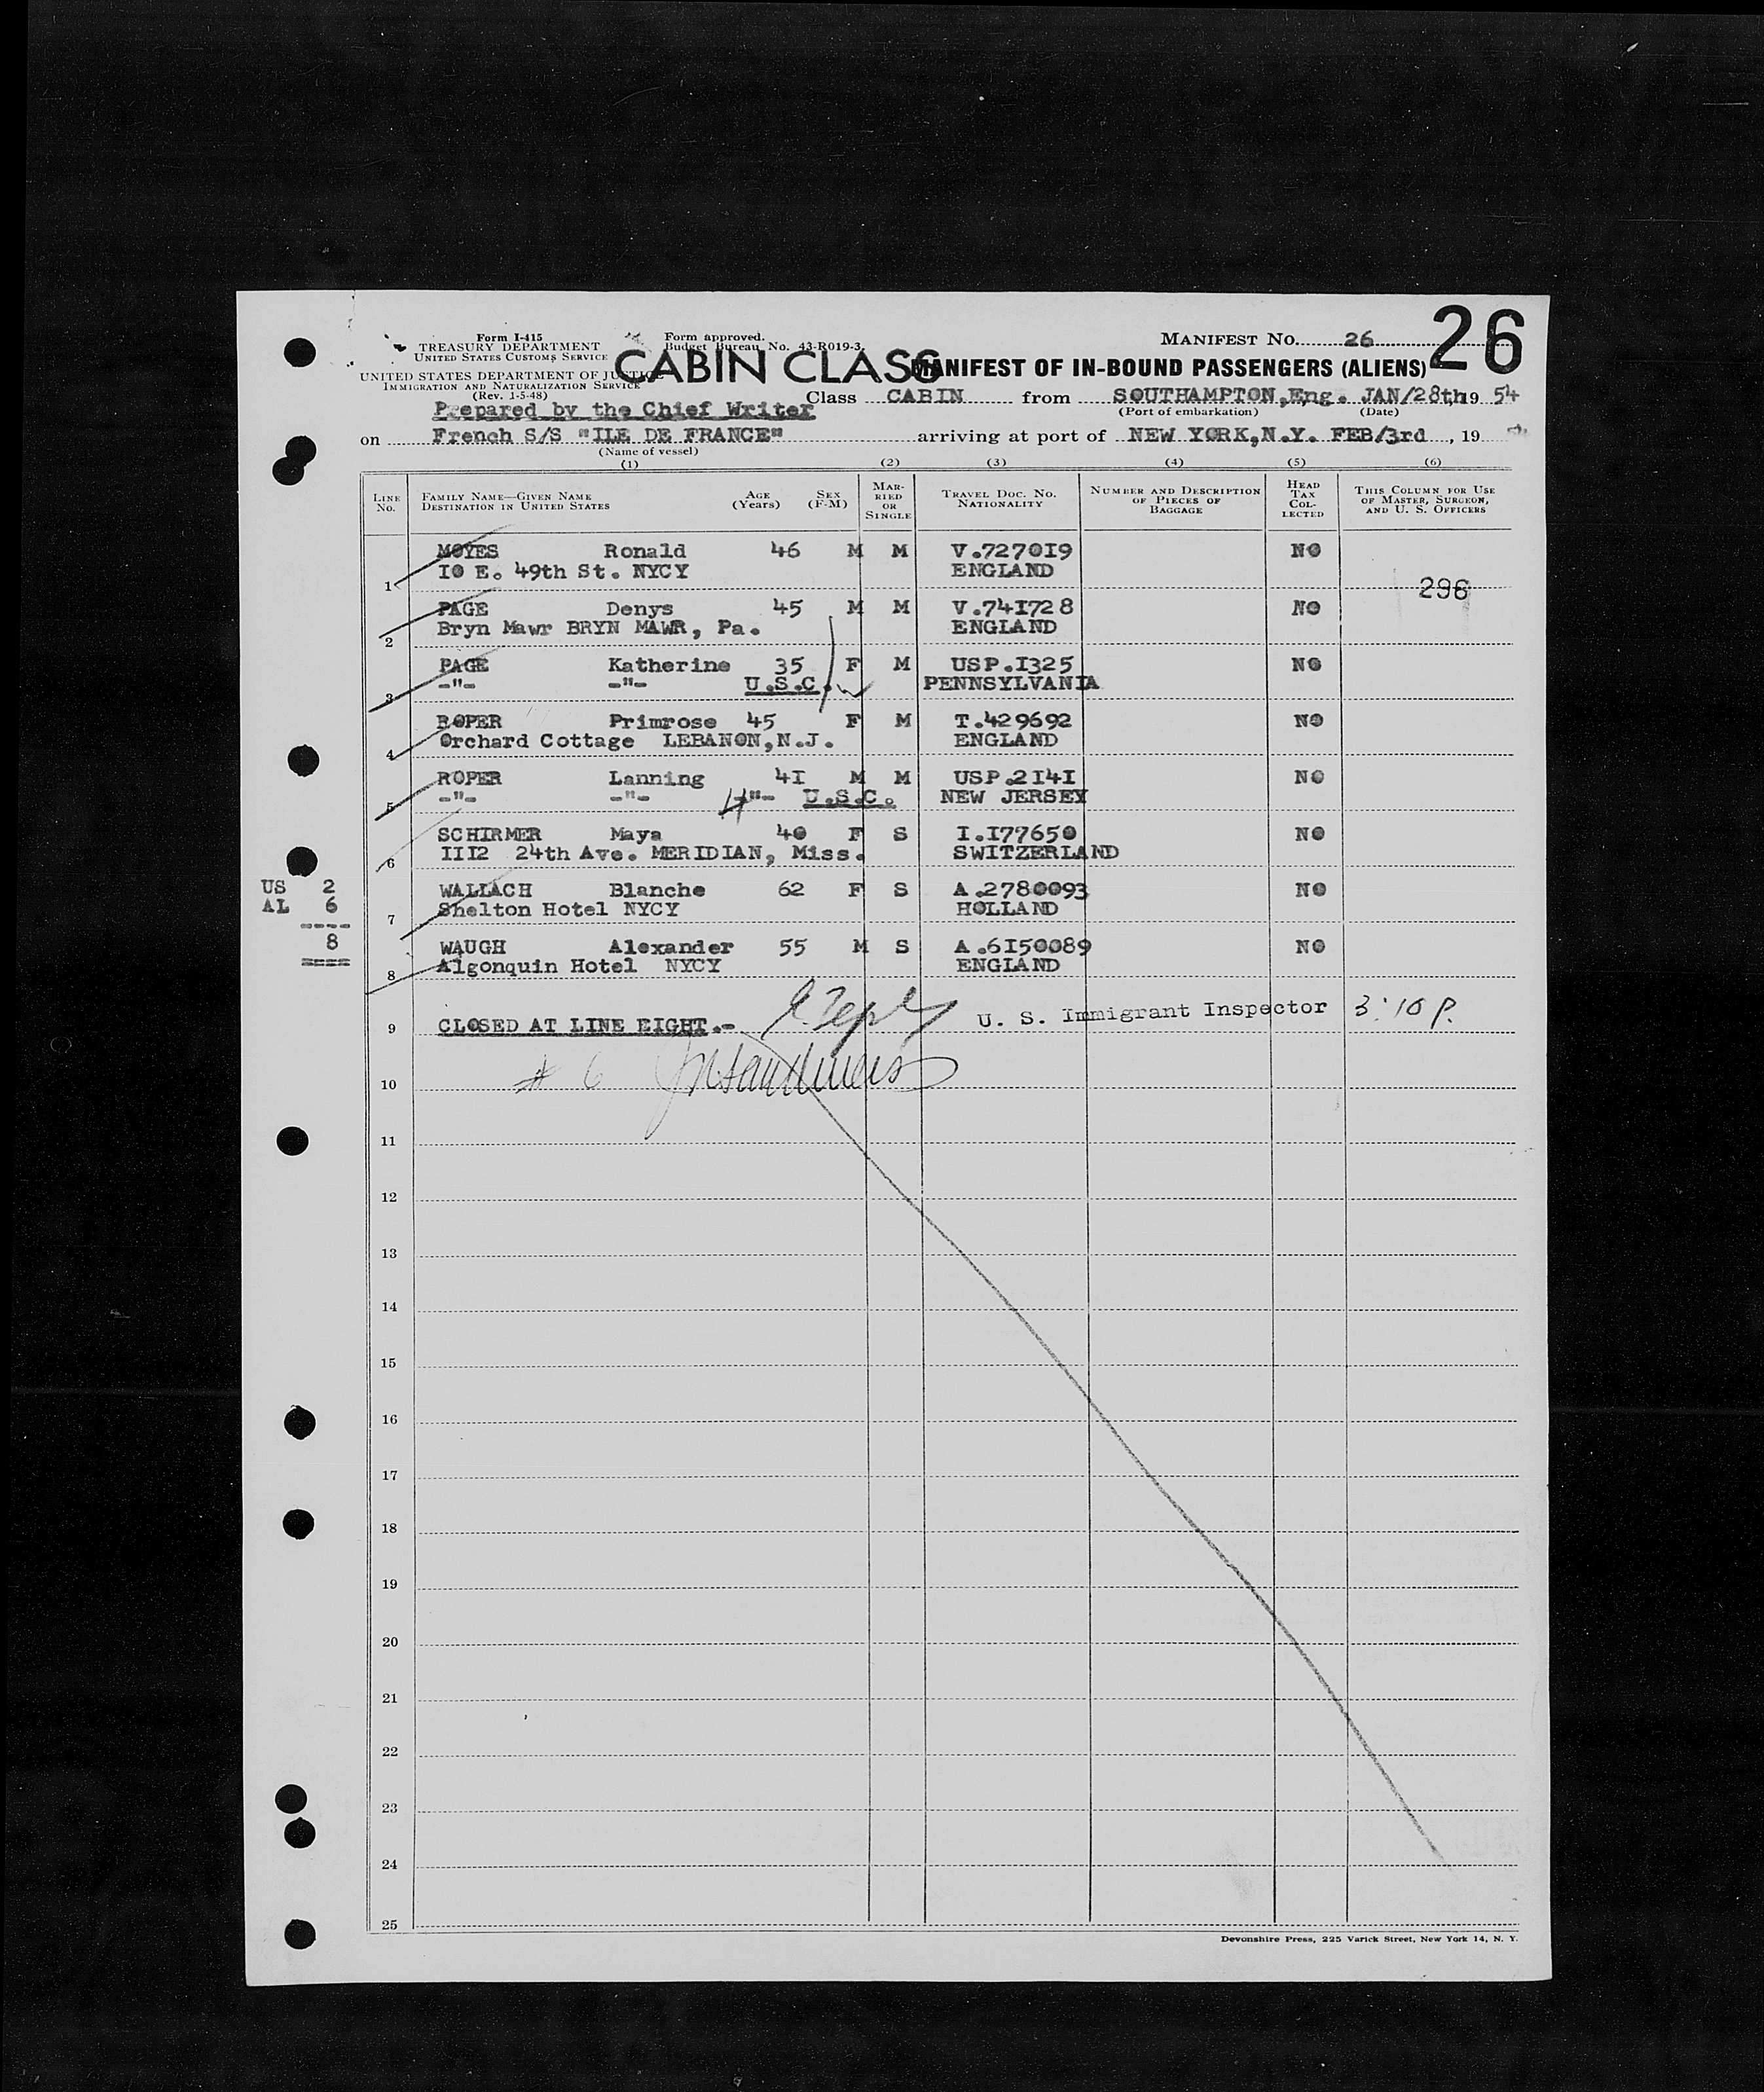 Form I-415
TREASURY DEPARTMENT
UNITED STATES CUSTOMS SERVICE
UNITED STATES DEPARTMENT OF JUSTICE
IMMIGRATION AND NATURALIZATION SERVICE
(Rev. 1-5-48)
Form approved.
Budget Bureau No. 43-R019-3.
CABIN CLASS
MANIFEST No. 26
26
MANIFEST OF IN-BOUND PASSENGERS (ALIENS)
Prepared by the Chief Writer
Class CABIN from SOUTHAMPTON,Eng. JAN/28th 19 54
(Port of embarkation) (Date)
on French S/S "ILE DE FRANCE" arriving at port of NEW YORK,N.Y. FEB/3rd , 19
(Name of vessel)
(1) (2) (3) (4) (5) (6)
LINE No.
FAMILY NAME—GIVEN NAME
DESTINATION IN UNITED STATES
AGE (Years)
SEX (F-M)
MARRIED OR SINGLE
TRAVEL DOC. NO.
NATIONALITY
NUMBER AND DESCRIPTION OF PIECES OF BAGGAGE
HEAD TAX COLLECTED
THIS COLUMN FOR USE OF MASTER, SURGEON, AND U. S. OFFICERS
MOYES Ronald 46 M M V.727019 NO
1 10 E. 49th St. NYCY ENGLAND
296
PAGE Denys 45 M M V.741728 NO
2 Bryn Mawr BRYN MAWR, Pa. ENGLAND
PAGE Katherine 35 F M USP.I325 NO
3 -"- -"- U.S.C. PENNSYLVANIA
ROPER Primrose 45 F M T.429692 NO
4 Orchard Cottage LEBANON,N.J. ENGLAND
ROPER Lanning 4I M M USP.2I4I NO
5 -"- -"- -"- U.S.C. NEW JERSEY
SCHIRMER Maya 40 F S I.I77650 NO
6 III2 24th Ave. MERIDIAN, Miss. SWITZERLAND
US 2
AL 6
----
8
====
WALLACH Blanche 62 F S A.2780093 NO
7 Shelton Hotel NYCY HOLLAND
WAUGH Alexander 55 M S A.6I50089 NO
8 Algonquin Hotel NYCY ENGLAND
9 CLOSED AT LINE EIGHT.- U. S. Immigrant Inspector 3:10 P.
10 # 6
11
12
13
14
15
16
17
18
19
20
21
22
23
24
25
Devonshire Press, 225 Varick Street, New York 14, N. Y.